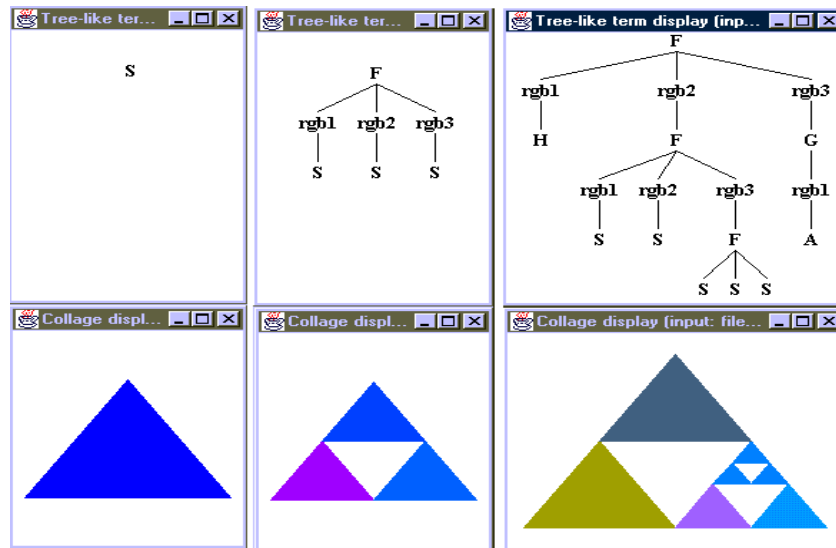 Tree-like ter...
S
Tree-like ter...
F
rgb1 rgb2 rgb3
S S S
Tree-like term display (inp...
F
rgb1 rgb2 rgb3
H F G
rgb1 rgb2 rgb3 rgb1
S S F A
S S S
Collage displ...
Collage displ...
Collage display (input: file...